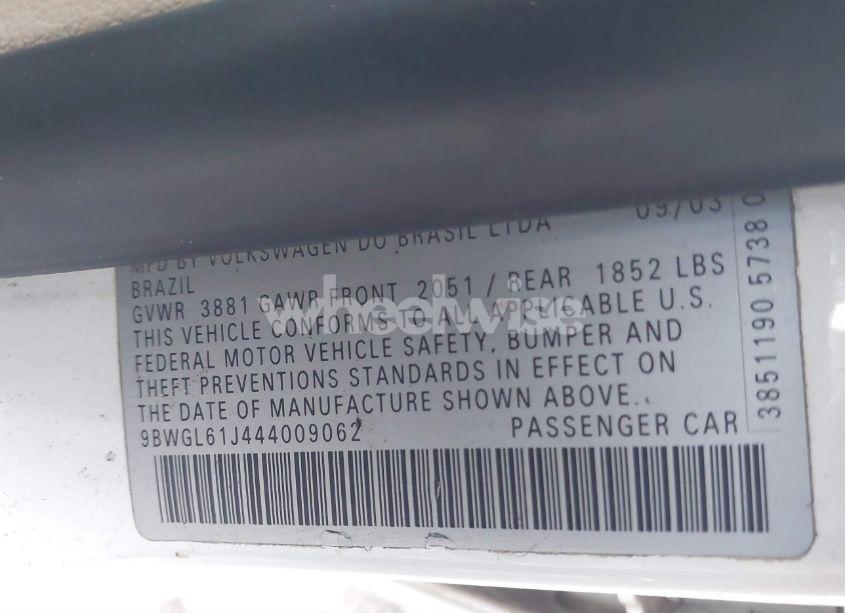 MFD BY VOLKSWAGEN DO BRASIL LTDA 09/03
BRAZIL
GVWR 3881 GAWR FRONT 2051 / REAR 1852 LBS
THIS VEHICLE CONFORMS TO ALL APPLICABLE U.S.
FEDERAL MOTOR VEHICLE SAFETY, BUMPER AND
THEFT PREVENTIONS STANDARDS IN EFFECT ON
THE DATE OF MANUFACTURE SHOWN ABOVE..
9BWGL61J444009062 PASSENGER CAR
3851190 5738 0
wheelwise